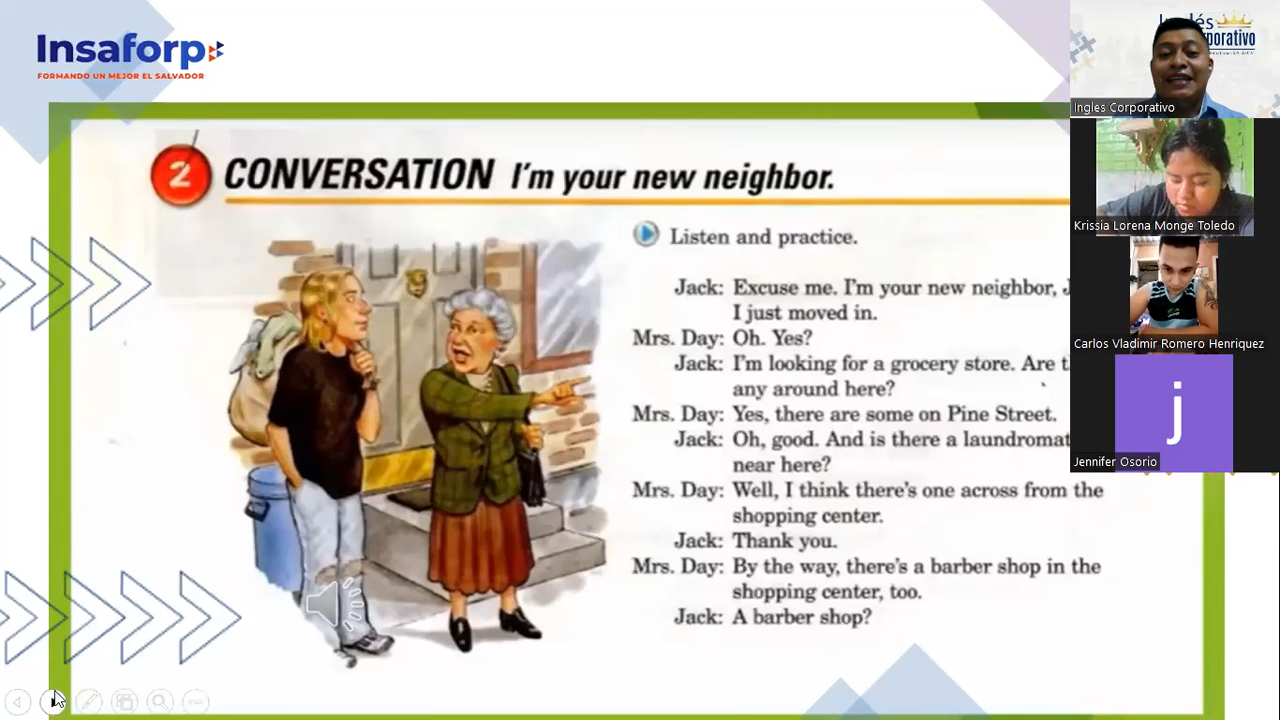 Insaforp
FORMANDO UN MEJOR EL SALVADOR
2 CONVERSATION I'm your new neighbor.
Listen and practice.
Jack: Excuse me. I'm your new neighbor,
I just moved in.
Mrs. Day: Oh. Yes?
Jack: I'm looking for a grocery store. Are
any around here?
Mrs. Day: Yes, there are some on Pine Street.
Jack: Oh, good. And is there a laundromat
near here?
Mrs. Day: Well, I think there's one across from the
shopping center.
Jack: Thank you.
Mrs. Day: By the way, there's a barber shop in the
shopping center, too.
Jack: A barber shop?
Ingles Corporativo
Krissia Lorena Monge Toledo
Carlos Vladimir Romero Henriquez
j
Jennifer Osorio